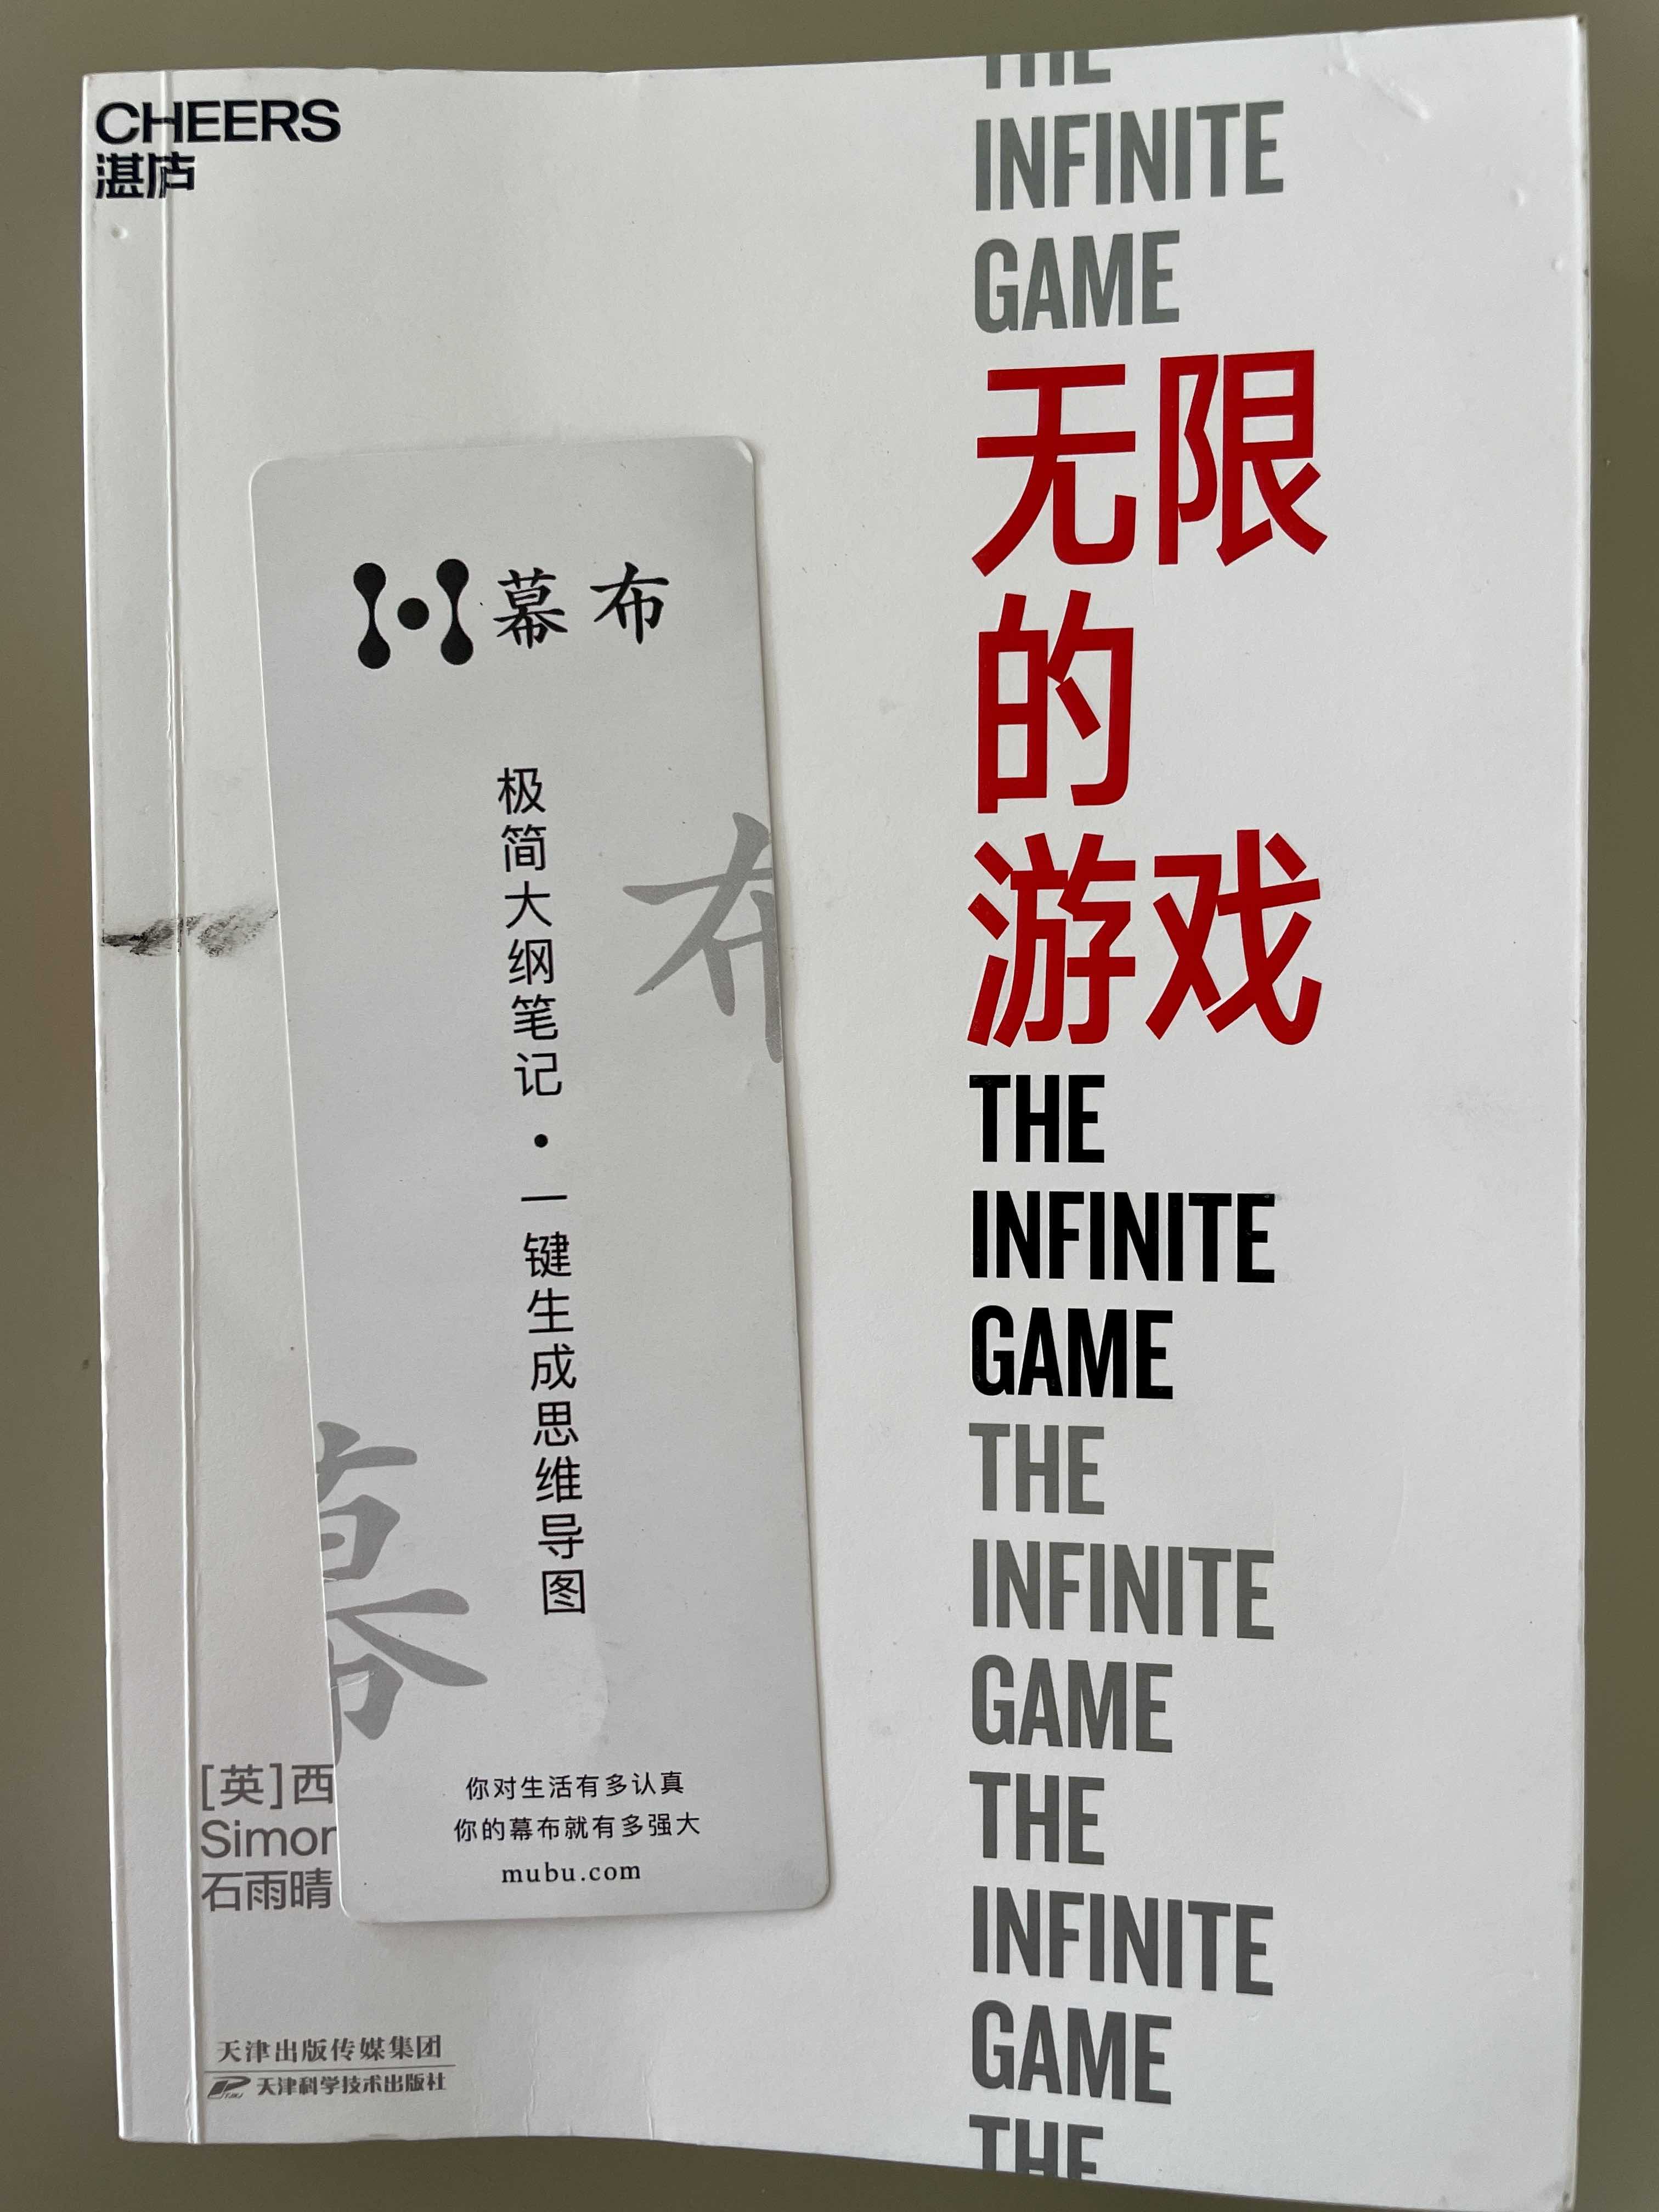 CHEERS
湛庐
THE
INFINITE
GAME
无限
的
游戏
THE
INFINITE
GAME
THE
INFINITE
GAME
THE
INFINITE
GAME
THE
幕布
极简大纲笔记·一键生成思维导图
布
幕
你对生活有多认真
你的幕布就有多强大
mubu.com
[英]西
Simon
石雨晴
天津出版传媒集团
天津科学技术出版社